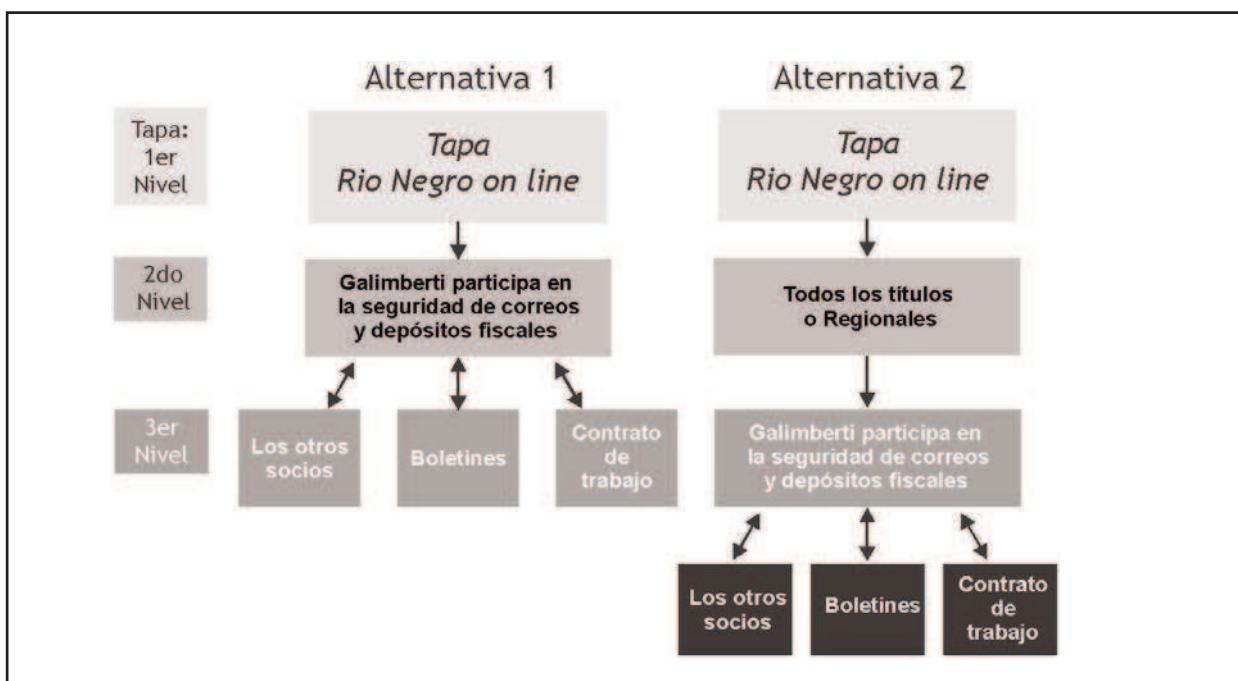 Alternativa 1
Alternativa 2
Tapa:
1er
Nivel
Tapa
Rio Negro on line
Tapa
Rio Negro on line
2do
Nivel
Galimberti participa en
la seguridad de correos
y depósitos fiscales
Todos los títulos
o Regionales
3er
Nivel
Los otros
socios
Boletines
Contrato
de
trabajo
Galimberti participa en
la seguridad de correos
y depósitos fiscales
Los otros
socios
Boletines
Contrato
de
trabajo